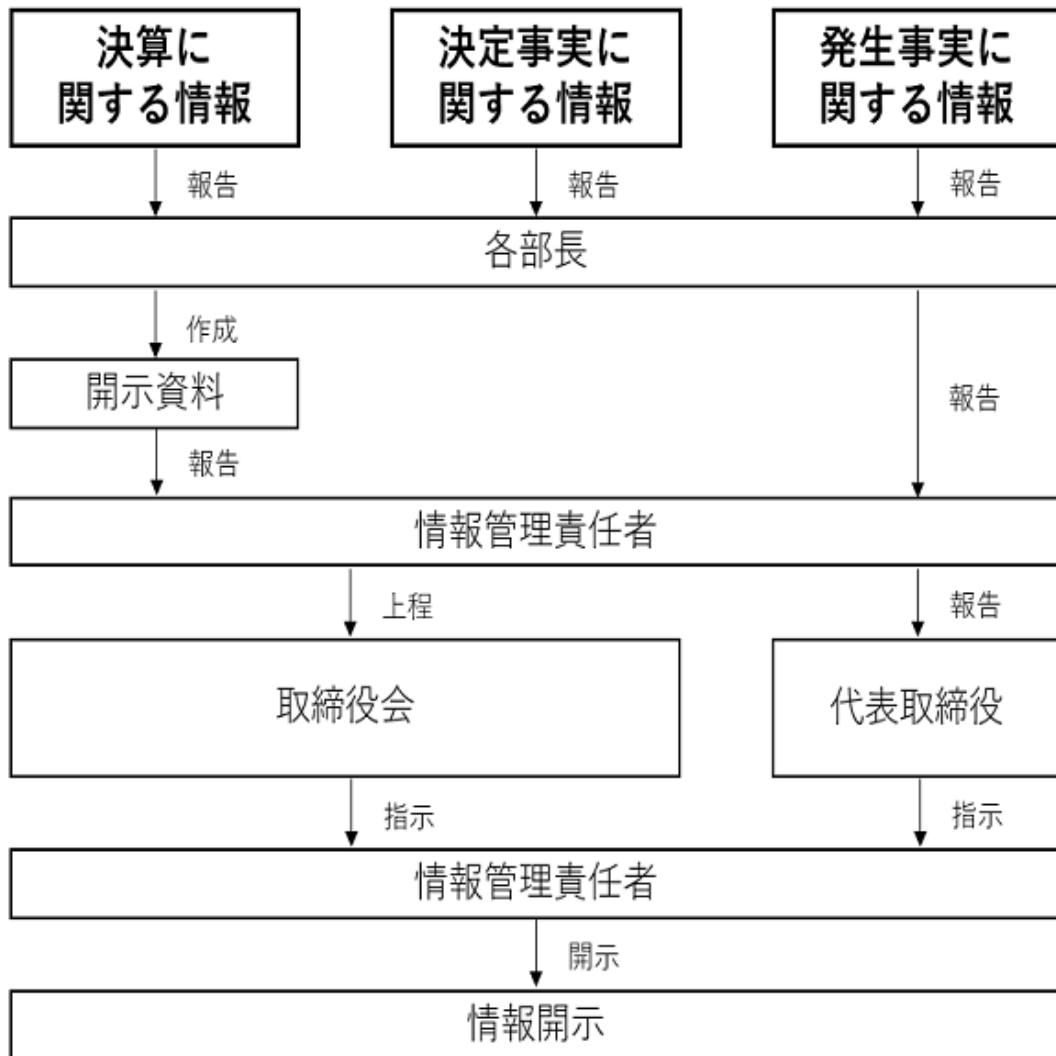 決算に
関する情報
決定事実に
関する情報
発生事実に
関する情報
報告
報告
報告
各部長
作成
開示資料
報告
報告
情報管理責任者
上程
報告
取締役会
代表取締役
指示
指示
情報管理責任者
開示
情報開示